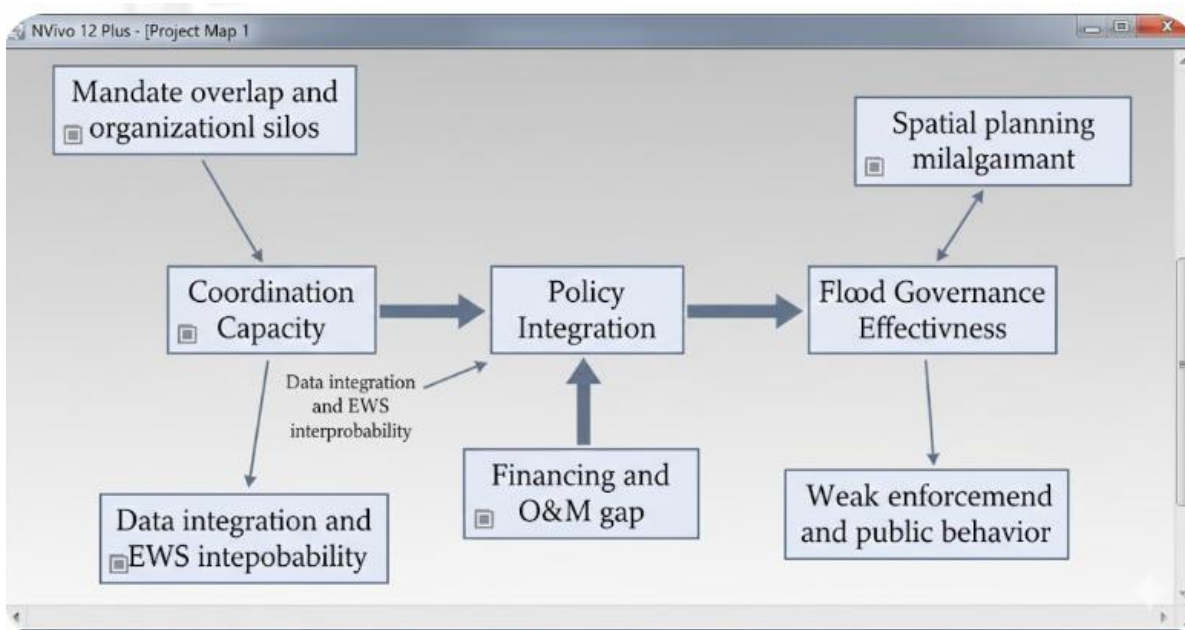 NVivo 12 Plus - [Project Map 1
Mandate overlap and
organizationl silos
Spatial planning
milalgaımant
Coordination
Capacity
Policy
Integration
Flood Governance
Effectivness
Data integration
and EWS
interprobability
Financing and
O&M gap
Data integration and
EWS intepobability
Weak enforcemend
and public behavior